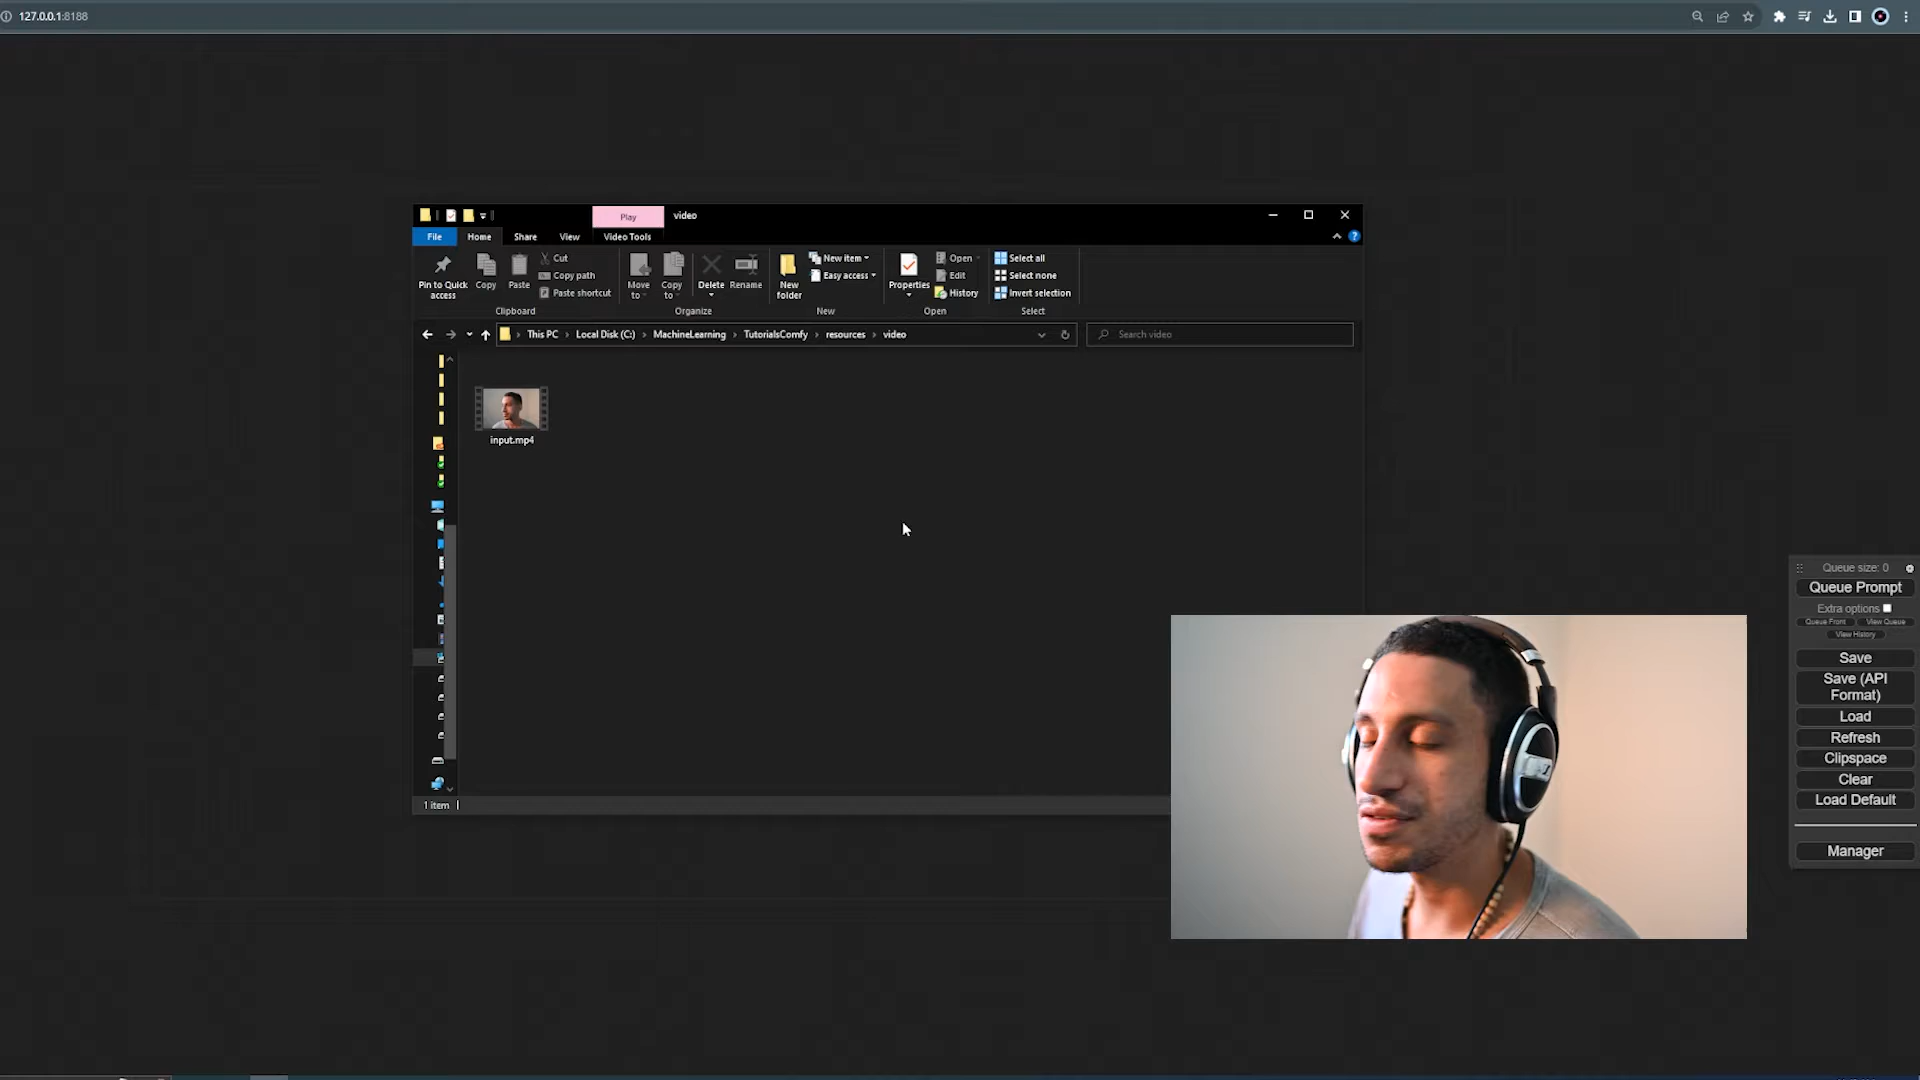 127.0.0.1:8188
Play
video
File
Home
Share
View
Video Tools
Pin to Quick
access
Copy
Paste
Cut
Copy path
Paste shortcut
Clipboard
Move
to
Copy
to
Delete
Rename
Organize
New
folder
New item
Easy access
New
Properties
Open
Edit
History
Open
Select all
Select none
Invert selection
Select
This PC
Local Disk (C:)
MachineLearning
TutorialsComfy
resources
video
Search video
input.mp4
1 item
Queue size: 0
Queue Prompt
Extra options
Queue Front
View Queue
View History
Save
Save (API
Format)
Load
Refresh
Clipspace
Clear
Load Default
Manager